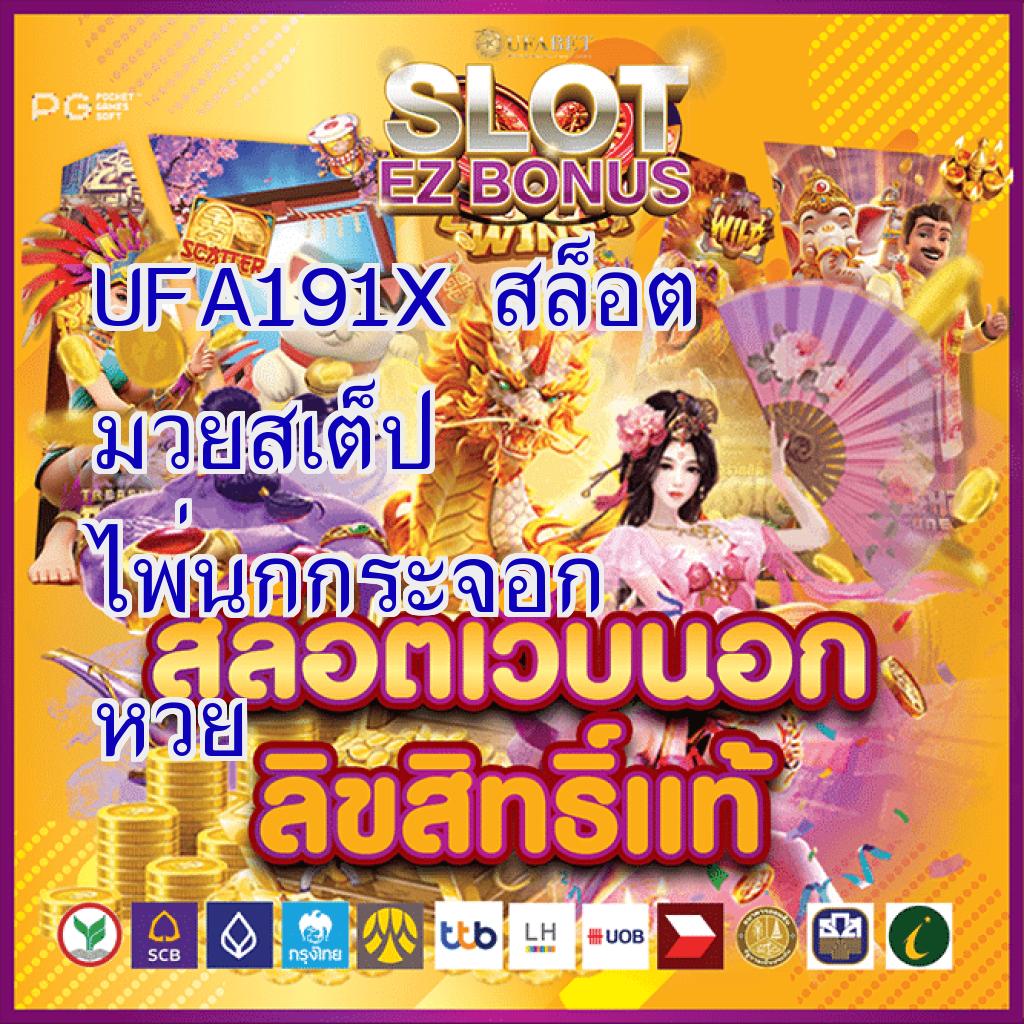 UFABET
PG POCKET GAMES SOFT
SLOT
EZ BONUS
WILD
SCATTER
UFA191X สล็อต
มวยสเต็ป
ไพ่นกกระจอก
สลอตเวบนอก
หวย
ลิขสิทธิ์แท้
SCB
กรุงไทย
ttb
LH
UOB